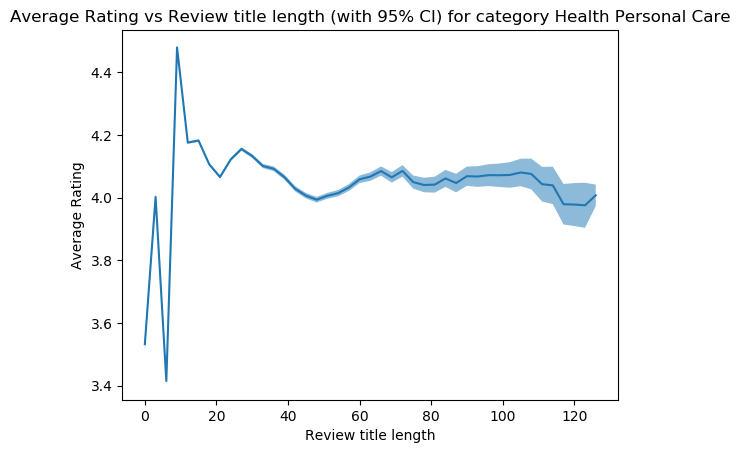 Average Rating vs Review title length (with 95% CI) for category Health Personal Care
4.4
4.2
4.0
3.8
3.6
3.4
Average Rating
0 20 40 60 80 100 120
Review title length